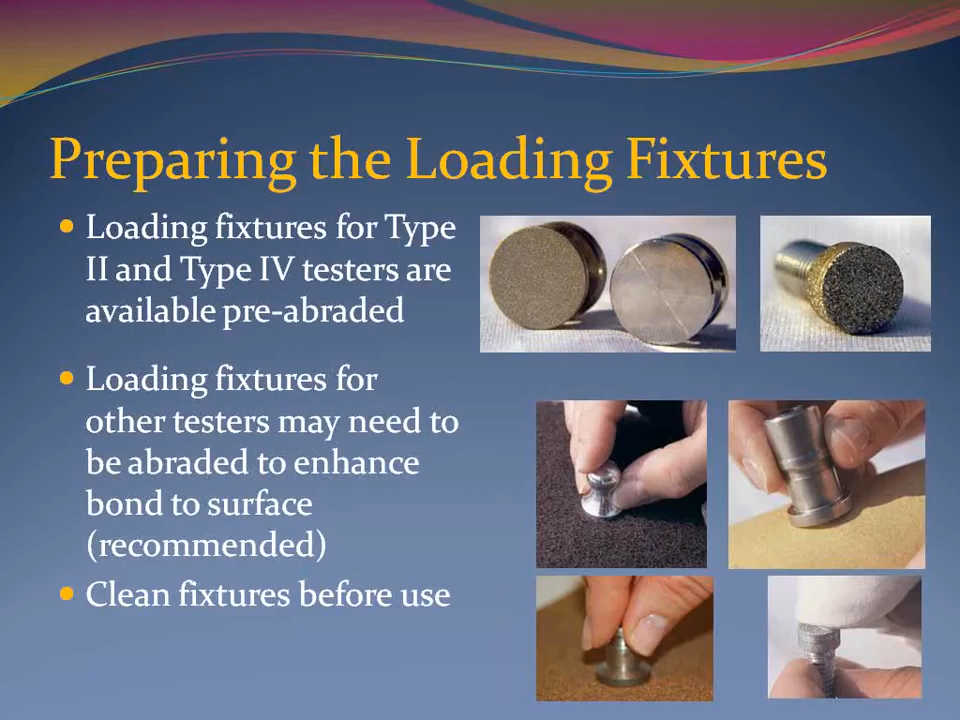 Preparing the Loading Fixtures
Loading fixtures for Type
II and Type IV testers are
available pre-abraded
Loading fixtures for
other testers may need to
be abraded to enhance
bond to surface
(recommended)
Clean fixtures before use